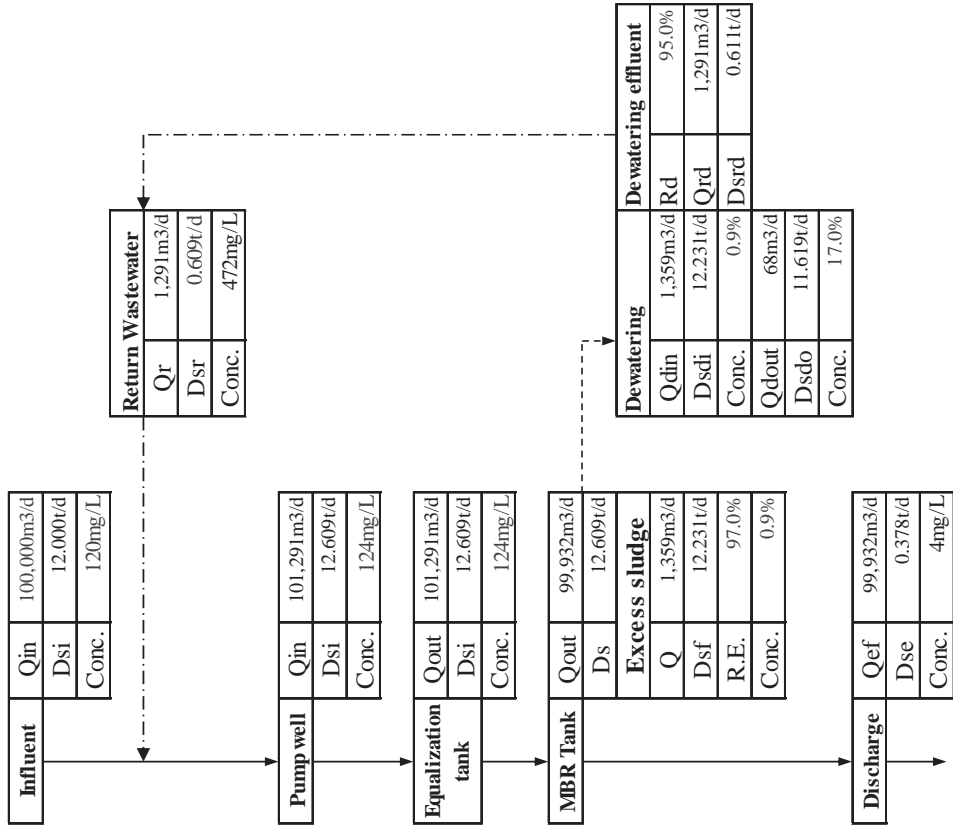 Influent
Qin 100,000m3/d
Dsi 12.000t/d
Conc. 120mg/L
Return Wastewater
Qr 1,291m3/d
Dsr 0.609t/d
Conc. 472mg/L
Pump well
Qin 101,291m3/d
Dsi 12.609t/d
Conc. 124mg/L
Equalization
tank
Qout 101,291m3/d
Dsi 12.609t/d
Conc. 124mg/L
MBR Tank
Qout 99,932m3/d
Ds 12.609t/d
Excess sludge
Q 1,359m3/d
Dsf 12.231t/d
R.E. 97.0%
Conc. 0.9%
Dewatering
Qdin 1,359m3/d
Dsdi 12.231t/d
Conc. 0.9%
Qdout 68m3/d
Dsdo 11.619t/d
Conc. 17.0%
Dewatering effluent
Rd 95.0%
Qrd 1,291m3/d
Dsrd 0.611t/d
Discharge
Qef 99,932m3/d
Dse 0.378t/d
Conc. 4mg/L